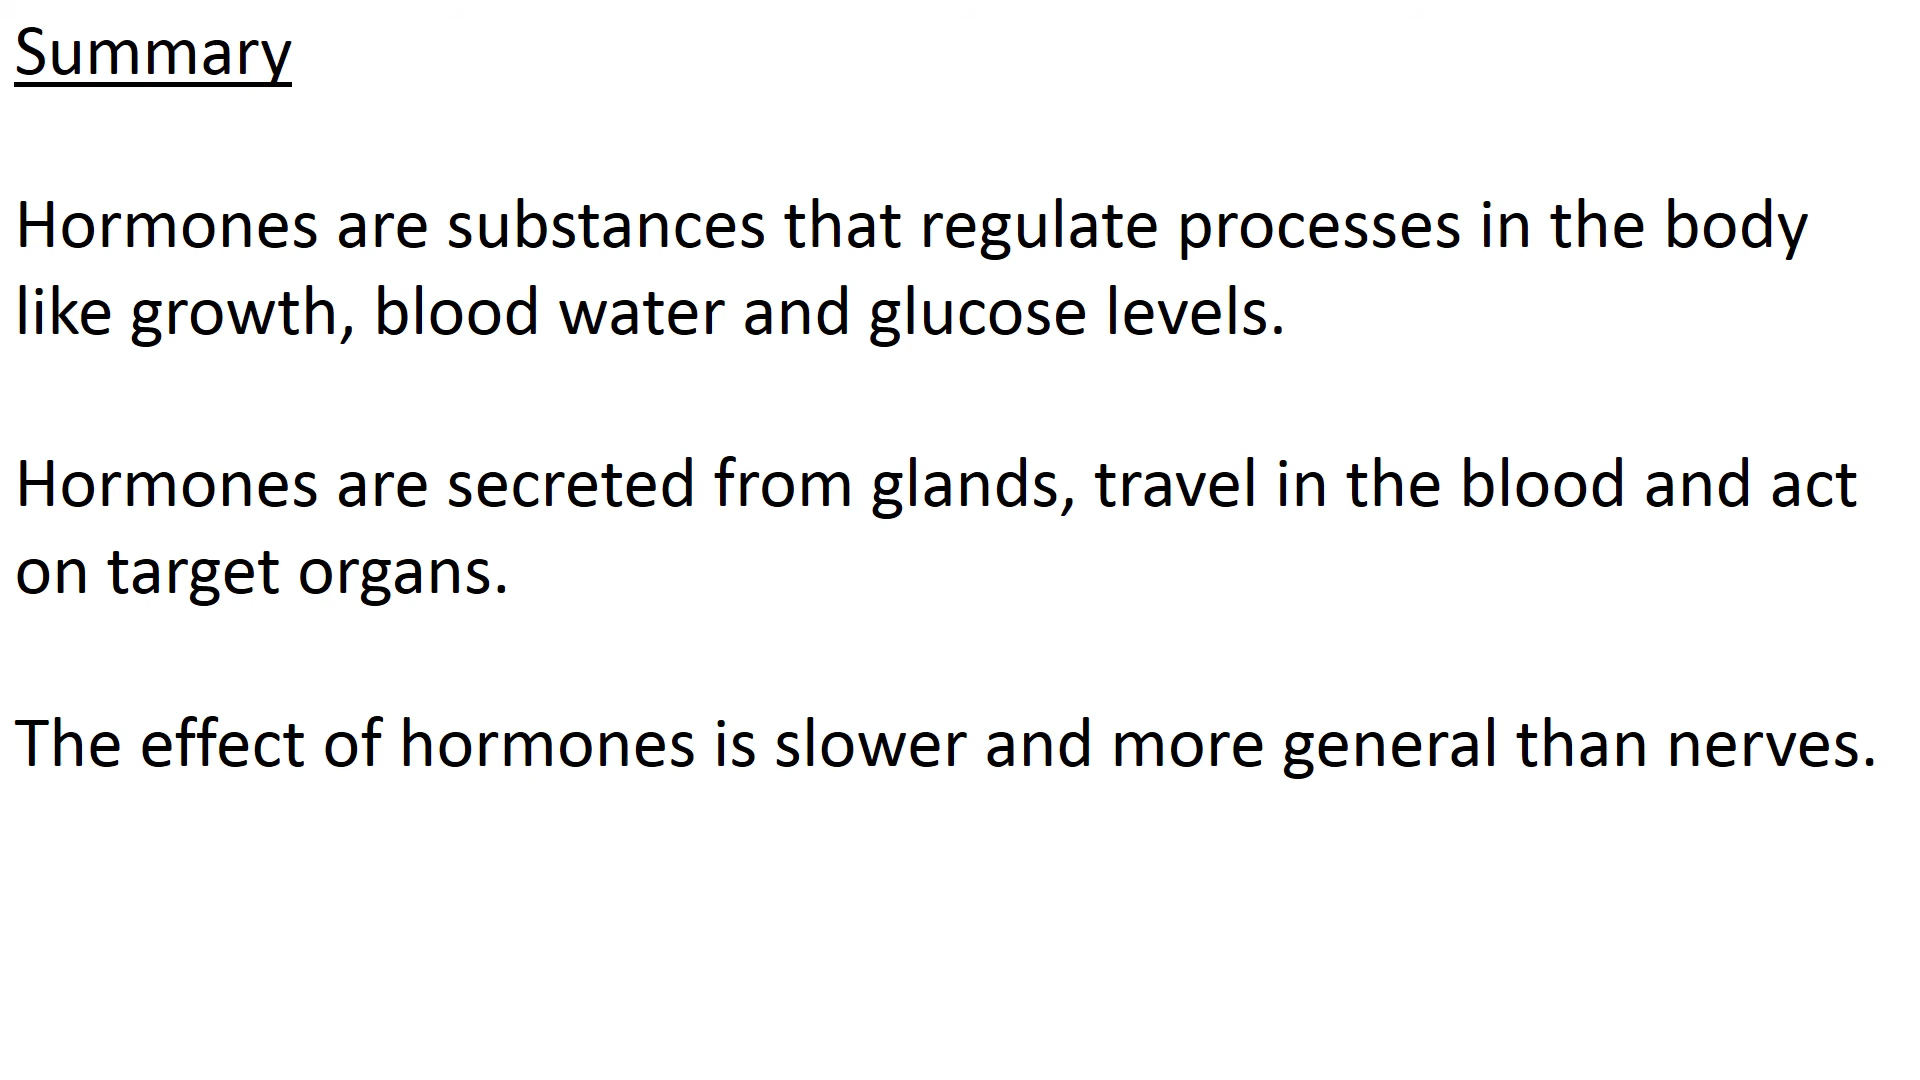 Summary
Hormones are substances that regulate processes in the body
like growth, blood water and glucose levels.
Hormones are secreted from glands, travel in the blood and act
on target organs.
The effect of hormones is slower and more general than nerves.